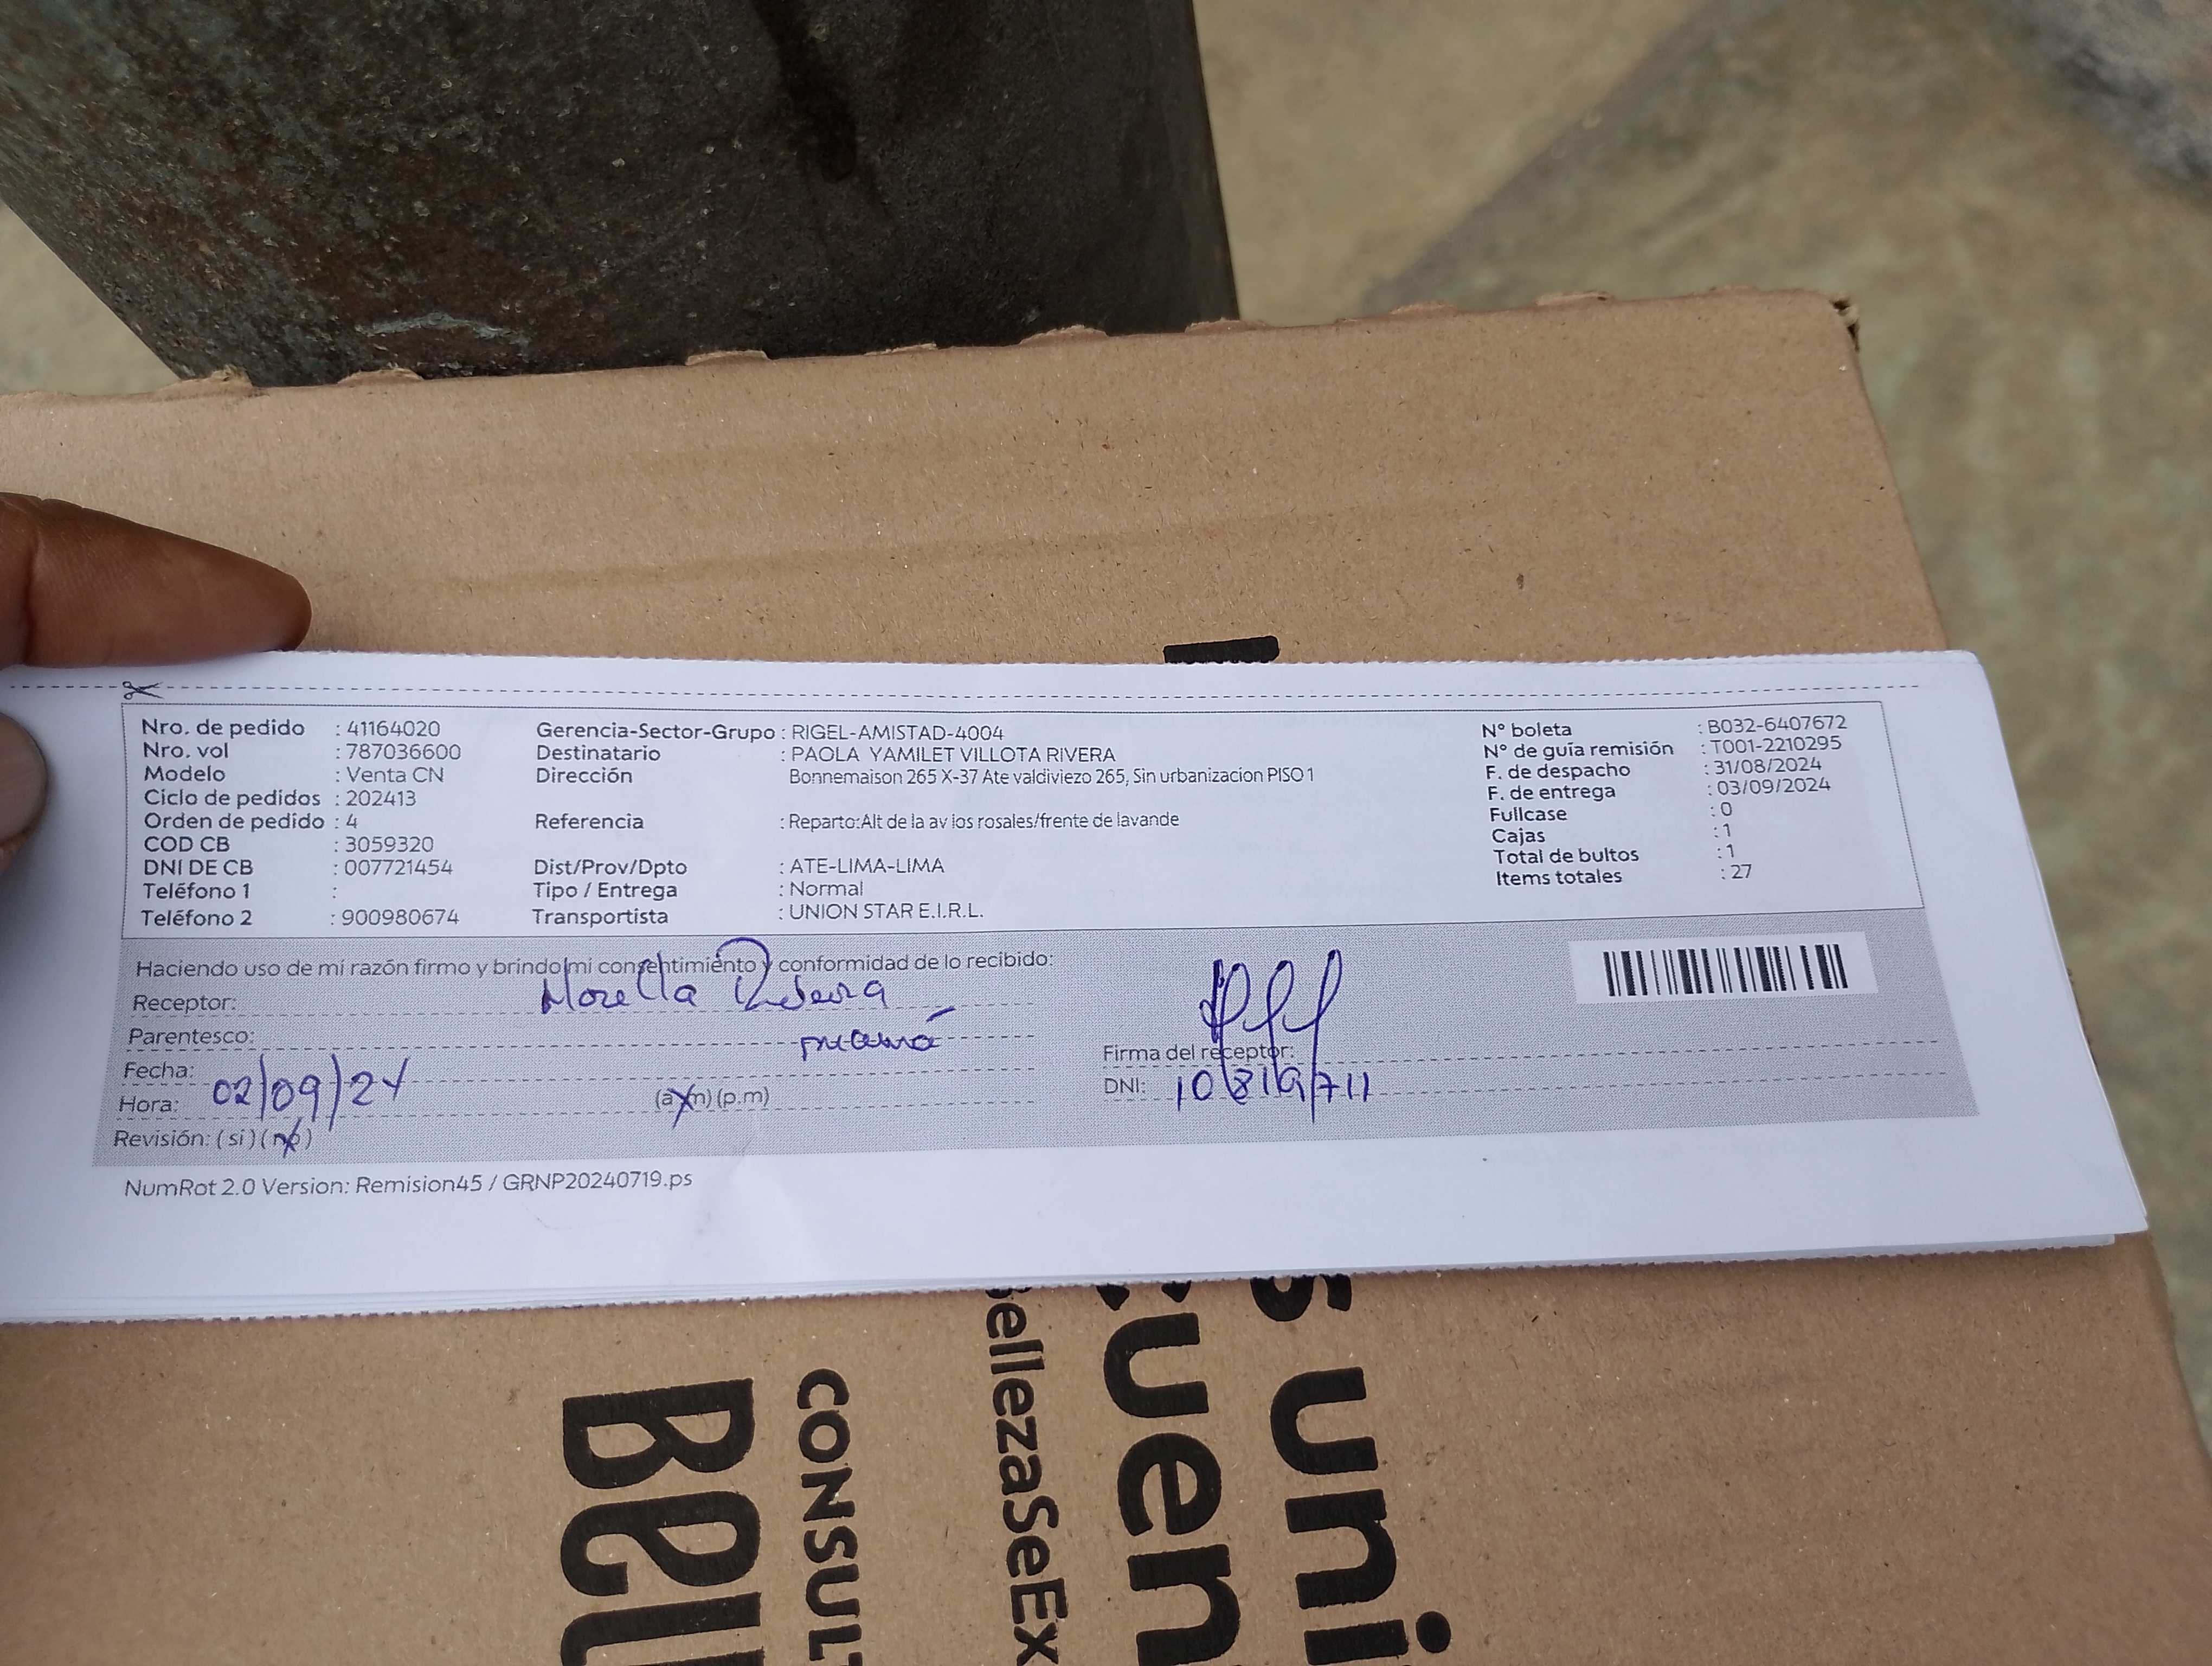 Nro. de pedido : 41164020 Gerencia-Sector-Grupo : RIGEL-AMISTAD-4004 N° boleta : B032-6407672
Nro. vol : 787036600 Destinatario : PAOLA YAMILET VILLOTA RIVERA N° de guía remisión : T001-2210295
Modelo : Venta CN Dirección Bonnemaison 265 X-37 Ate valdiviezo 265, Sin urbanizacion PISO 1 F. de despacho : 31/08/2024
Ciclo de pedidos : 202413 F. de entrega : 03/09/2024
Orden de pedido : 4 Referencia : Reparto:Alt de la av los rosales/frente de lavande Fullcase : 0
COD CB : 3059320 Cajas : 1
DNI DE CB : 007721454 Dist/Prov/Dpto : ATE-LIMA-LIMA Total de bultos : 1
Teléfono 1 : Tipo / Entrega : Normal Items totales : 27
Teléfono 2 : 900980674 Transportista : UNION STAR E.I.R.L.
Haciendo uso de mi razón firmo y brindo mi consentimiento y conformidad de lo recibido:
Receptor: Morella
Parentesco: mamá
Firma del receptor:
Fecha: 02/09/24
DNI: 10819711
Hora: (a.m) (p.m)
Revisión: (si) (no)
NumRot 2.0 Version: Remision45 / GRNP20240719.ps
Bel
CONSULT
BellezaSeEx
uen
s uni